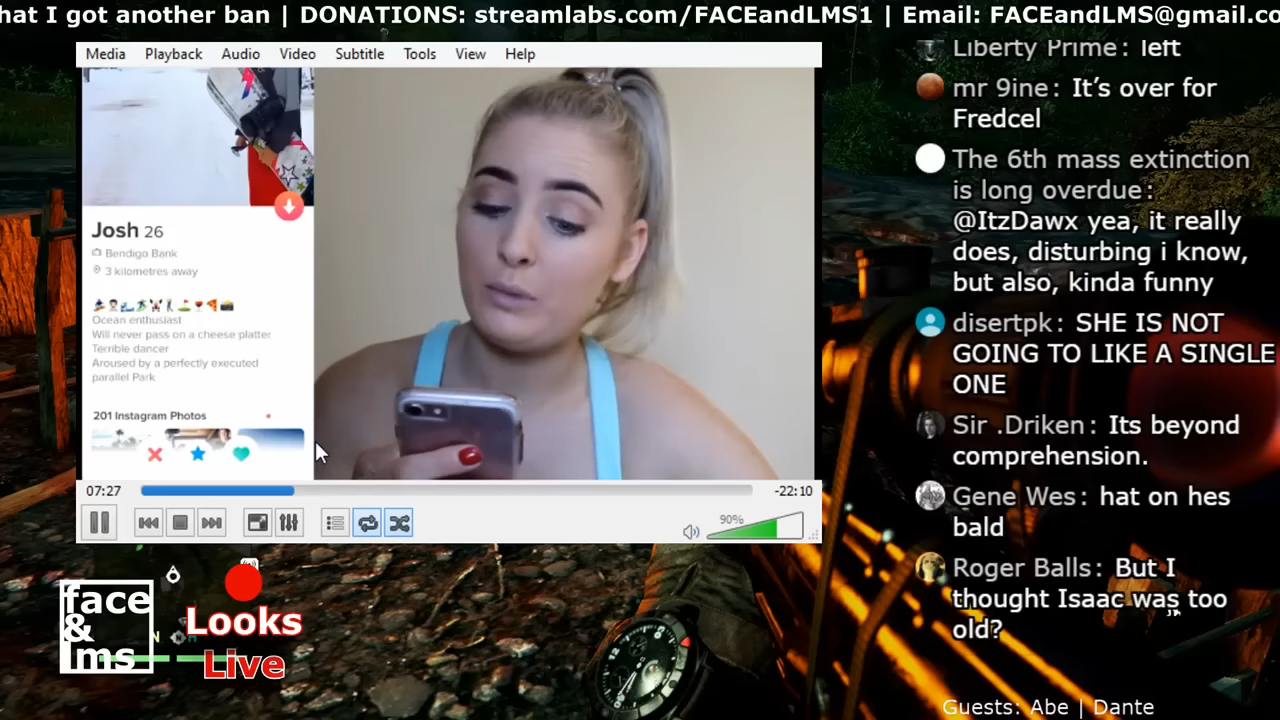 hat I got another ban | DONATIONS: streamlabs.com/FACEandLMS1 | Email: FACEandLMS@gmail.co
Media Playback Audio Video Subtitle Tools View Help
Josh 26
Bendigo Bank
3 kilometres away
Ocean enthusiast
Will never pass on a cheese platter
Terrible dancer
Aroused by a perfectly executed
parallel Park
201 Instagram Photos
07:27
-22:10
90%
face
&
lms
Looks
Live
Liberty Prime: left
mr 9ine: It’s over for
Fredcel
The 6th mass extinction
is long overdue:
@ItzDawx yea, it really
does, disturbing i know,
but also, kinda funny
disertpk: SHE IS NOT
GOING TO LIKE A SINGLE
ONE
Sir .Driken: Its beyond
comprehension.
Gene Wes: hat on hes
bald
Roger Balls: But I
thought Isaac was too
old?
Guests: Abe | Dante